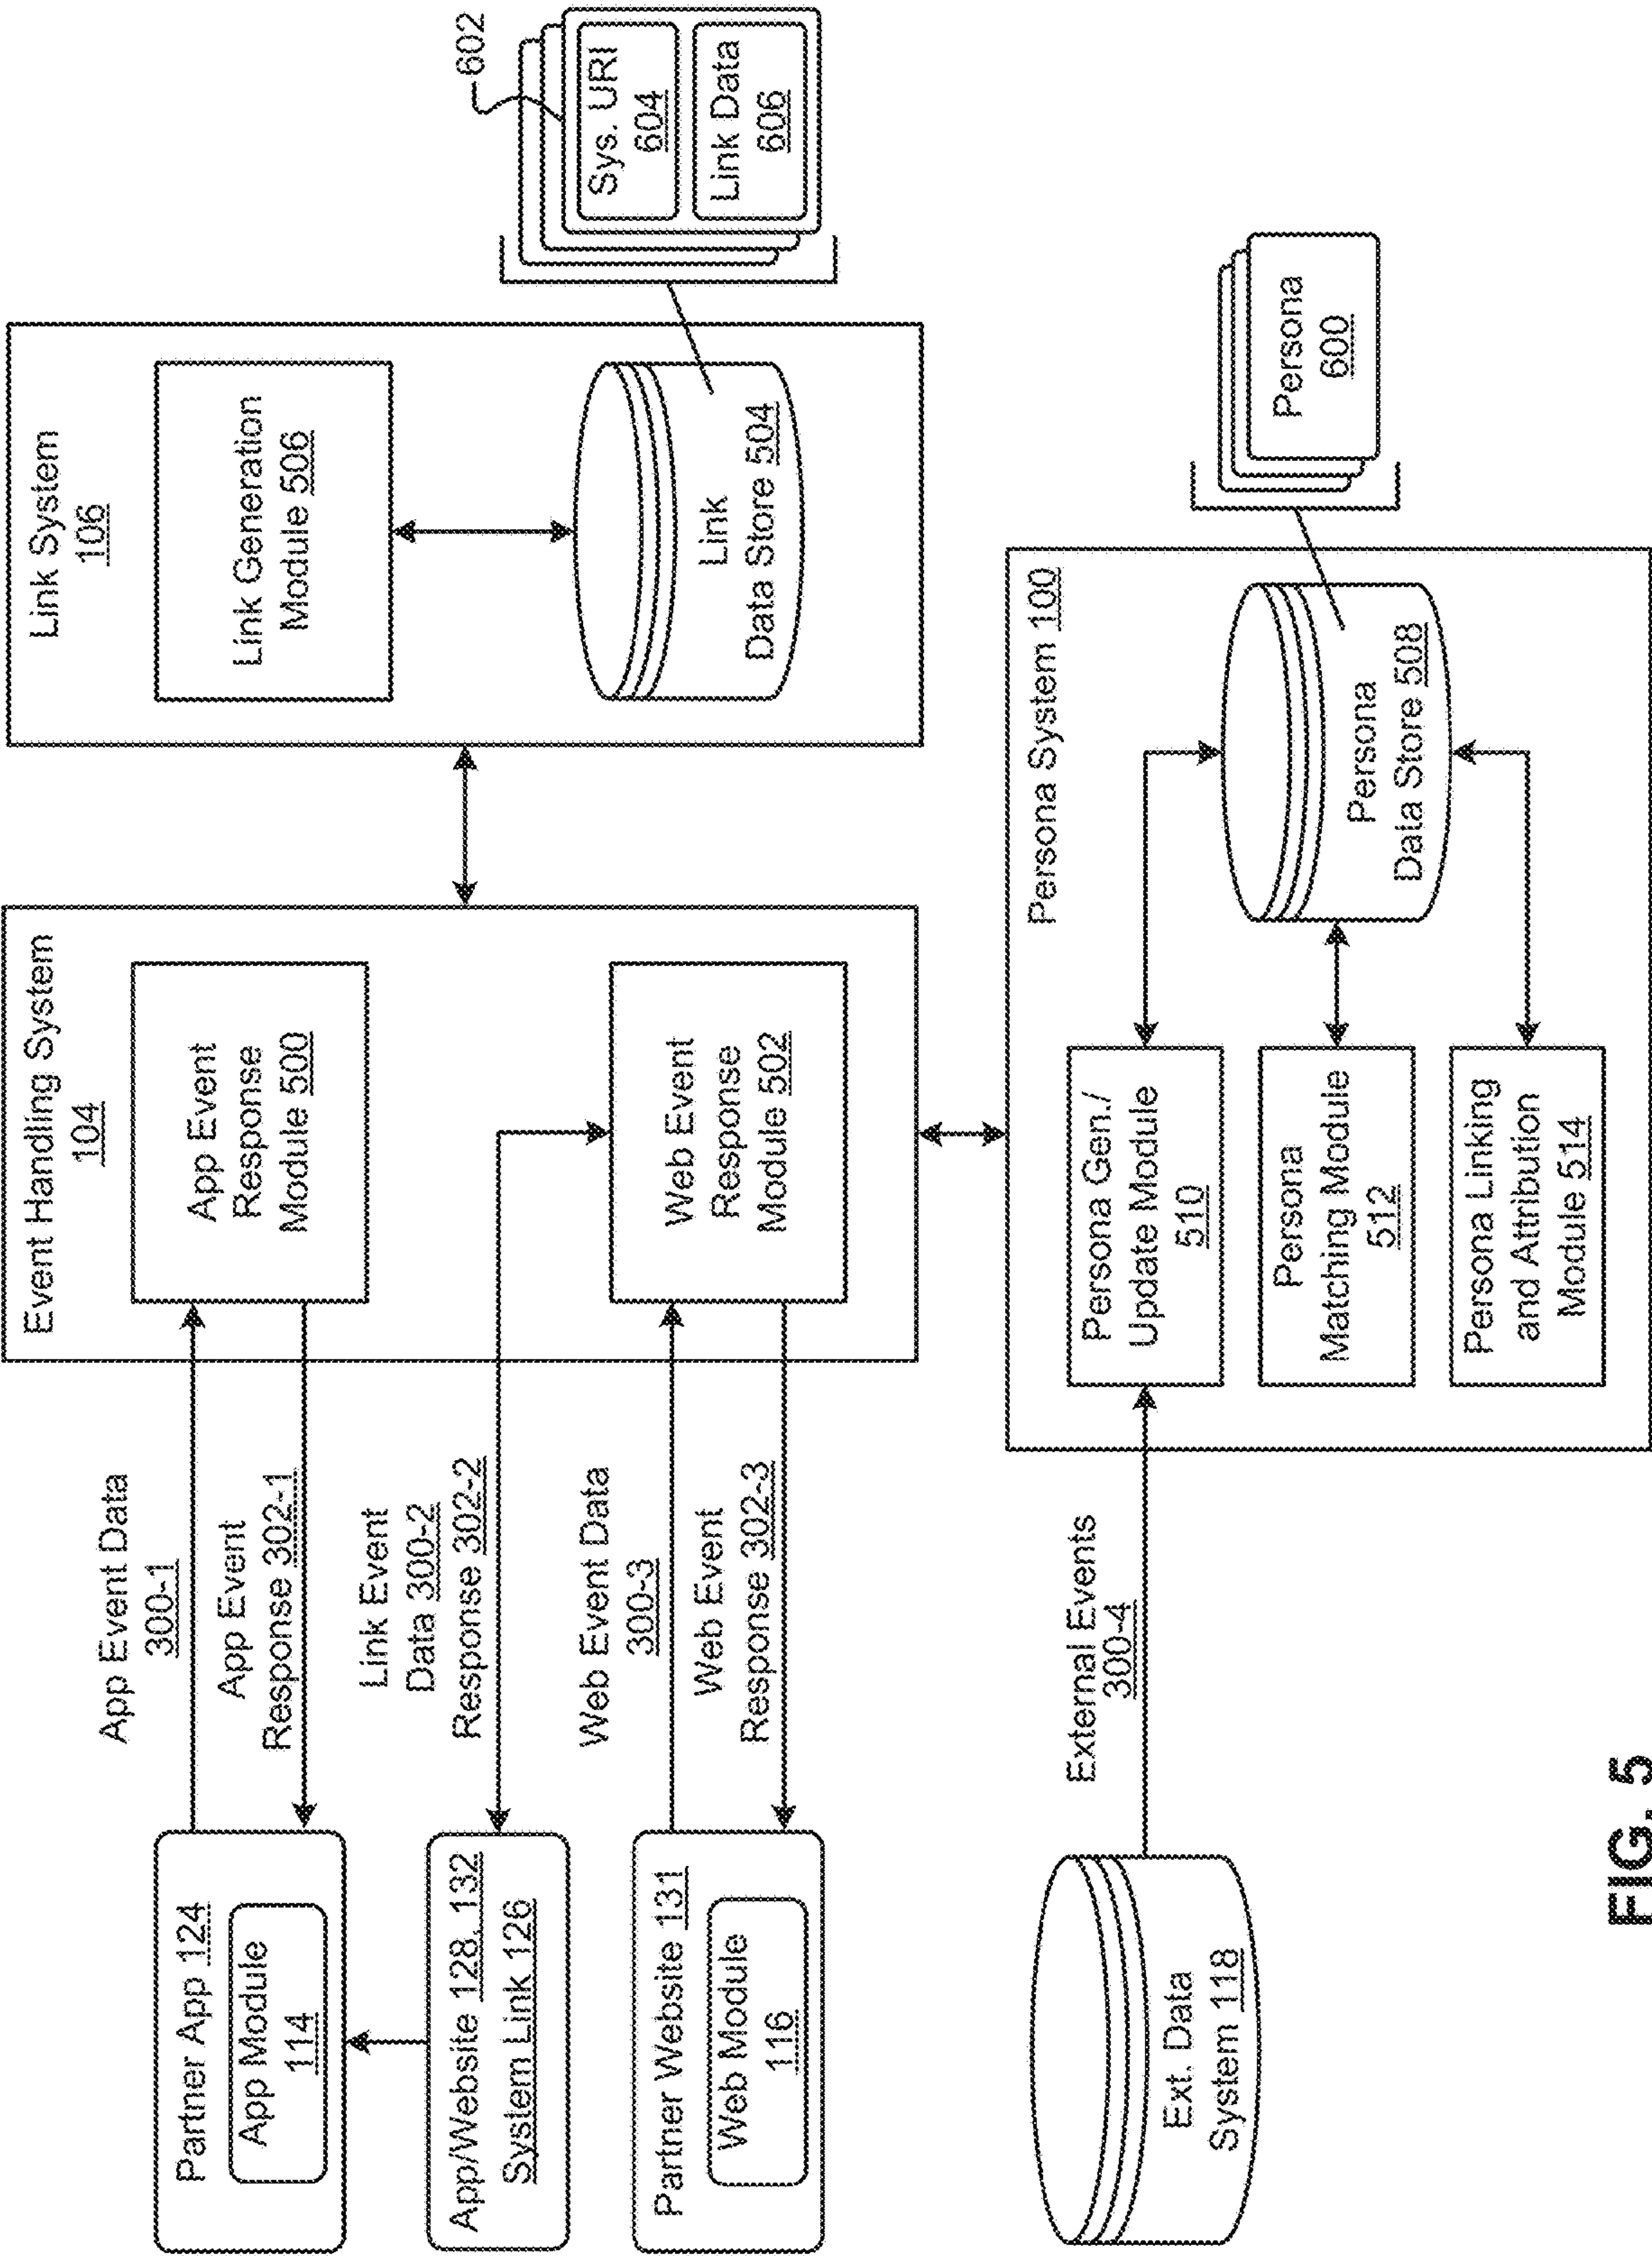 Partner App 124
App Module
114
App/Website 128, 132
System Link 126
Partner Website 131
Web Module
116
Ext. Data
System 118
App Event Data
300-1
App Event
Response 302-1
Link Event
Data 300-2
Response 302-2
Web Event Data
300-3
Web Event
Response 302-3
External Events
300-4
Event Handling System
104
App Event
Response
Module 500
Web Event
Response
Module 502
Link System
106
Link Generation
Module 506
Link
Data Store 504
602
Sys. URI
604
Link Data
606
Persona System 100
Persona Gen./
Update Module
510
Persona
Matching Module
512
Persona Linking
and Attribution
Module 514
Persona
Data Store 508
Persona
600
FIG. 5